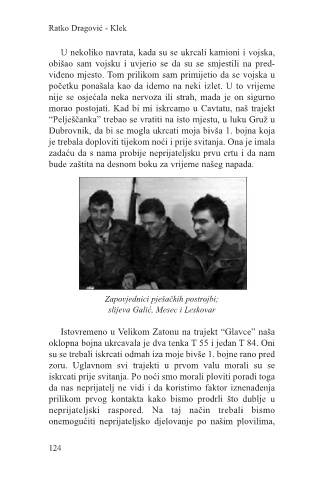 Ratko Dragović - Klek
U nekoliko navrata, kada su se ukrcali kamioni i vojska,
obišao sam vojsku i uvjerio se da su se smjestili na pred-
viđeno mjesto. Tom prilikom sam primijetio da se vojska u
početku ponašala kao da idemo na neki izlet. U to vrijeme
nije se osjećala neka nervoza ili strah, mada je on sigurno
morao postojati. Kad bi mi iskrcamo u Cavtatu, naš trajekt
“Pelješčanka” trebao se vratiti na isto mjestu, u luku Gruž u
Dubrovnik, da bi se mogla ukrcati moja bivša 1. bojna koja
je trebala doploviti tijekom noći i prije svitanja. Ona je imala
zadaću da s nama probije neprijateljsku prvu crtu i da nam
bude zaštita na desnom boku za vrijeme našeg napada.
Zapovjednici pješačkih postrojbi;
slijeva Galić, Mesec i Leskovar
Istovremeno u Velikom Zatonu na trajekt “Glavce” naša
oklopna bojna ukrcavala je dva tenka T 55 i jedan T 84. Oni
su se trebali iskrcati odmah iza moje bivše 1. bojne rano pred
zoru. Uglavnom svi trajekti u prvom valu morali su se
iskrcati prije svitanja. Po noći smo morali ploviti poradi toga
da nas neprijatelj ne vidi i da koristimo faktor iznenađenja
prilikom prvog kontakta kako bismo prodrli što dublje u
neprijateljski raspored. Na taj način trebali bismo
onemogućiti neprijateljsko djelovanje po našim plovilima,
124